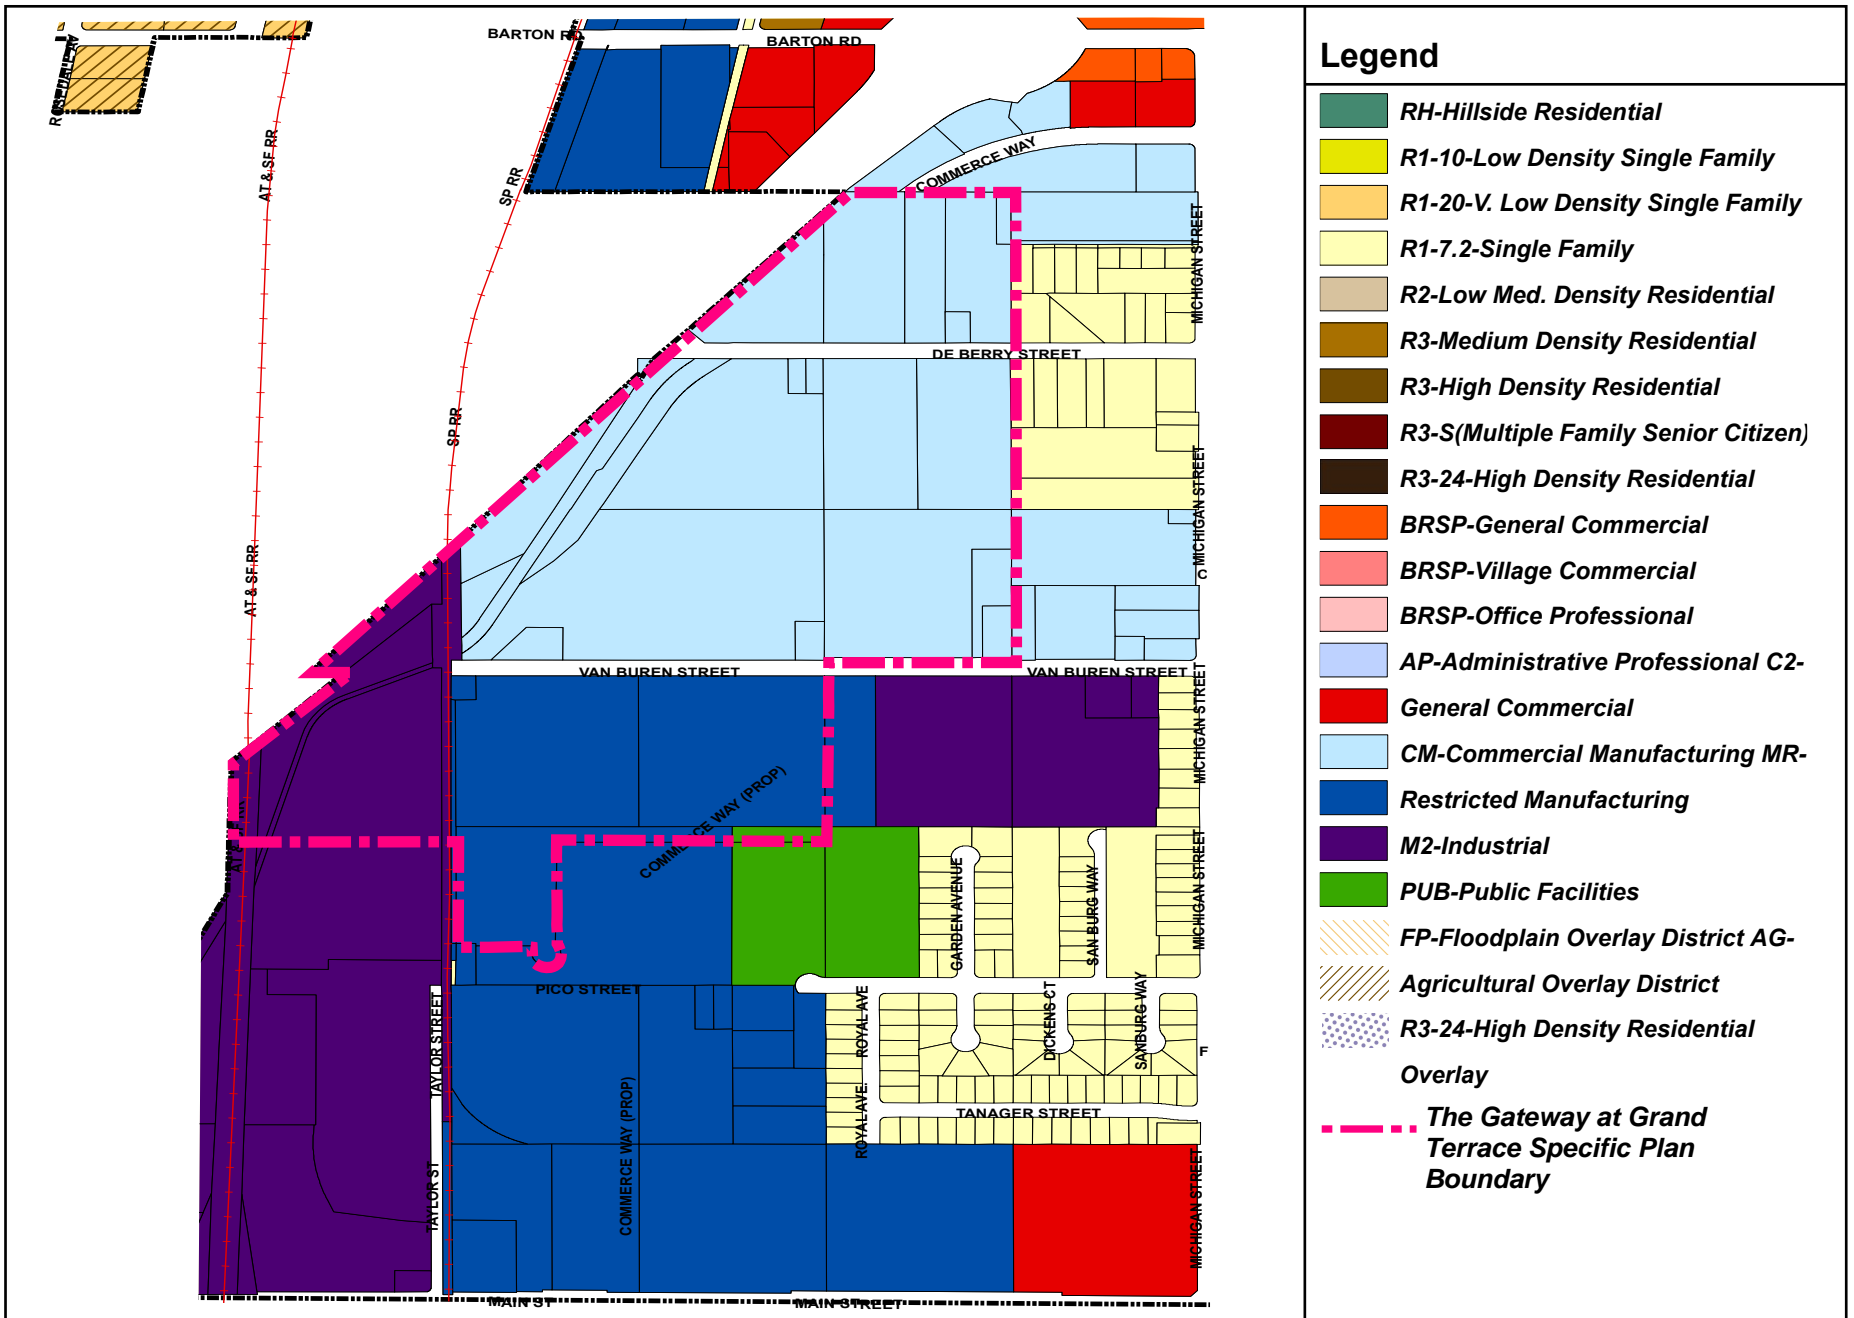 BARTON RD
BARTON RD
ROSEDALE AV
AT & SF RR
SP RR
COMMERCE WAY
MICHIGAN STREET
DE BERRY STREET
SP RR
MICHIGAN STREET
AT & SF RR
C
VAN BUREN STREET
VAN BUREN STREET
MICHIGAN STREET
COMMERCE WAY (PROP)
GARDEN AVENUE
SAN BURG WAY
MICHIGAN STREET
PICO STREET
TAYLOR STREET
ROYAL AVE
DICKENS CT
SANBURG WAY
F
COMMERCE WAY (PROP)
ROYAL AVE.
TANAGER STREET
TAYLOR ST
MICHIGAN STREET
MAIN ST
MAIN STREET
Legend
RH-Hillside Residential
R1-10-Low Density Single Family
R1-20-V. Low Density Single Family
R1-7.2-Single Family
R2-Low Med. Density Residential
R3-Medium Density Residential
R3-High Density Residential
R3-S(Multiple Family Senior Citizen)
R3-24-High Density Residential
BRSP-General Commercial
BRSP-Village Commercial
BRSP-Office Professional
AP-Administrative Professional C2-
General Commercial
CM-Commercial Manufacturing MR-
Restricted Manufacturing
M2-Industrial
PUB-Public Facilities
FP-Floodplain Overlay District AG-
Agricultural Overlay District
R3-24-High Density Residential
Overlay
The Gateway at Grand
Terrace Specific Plan
Boundary